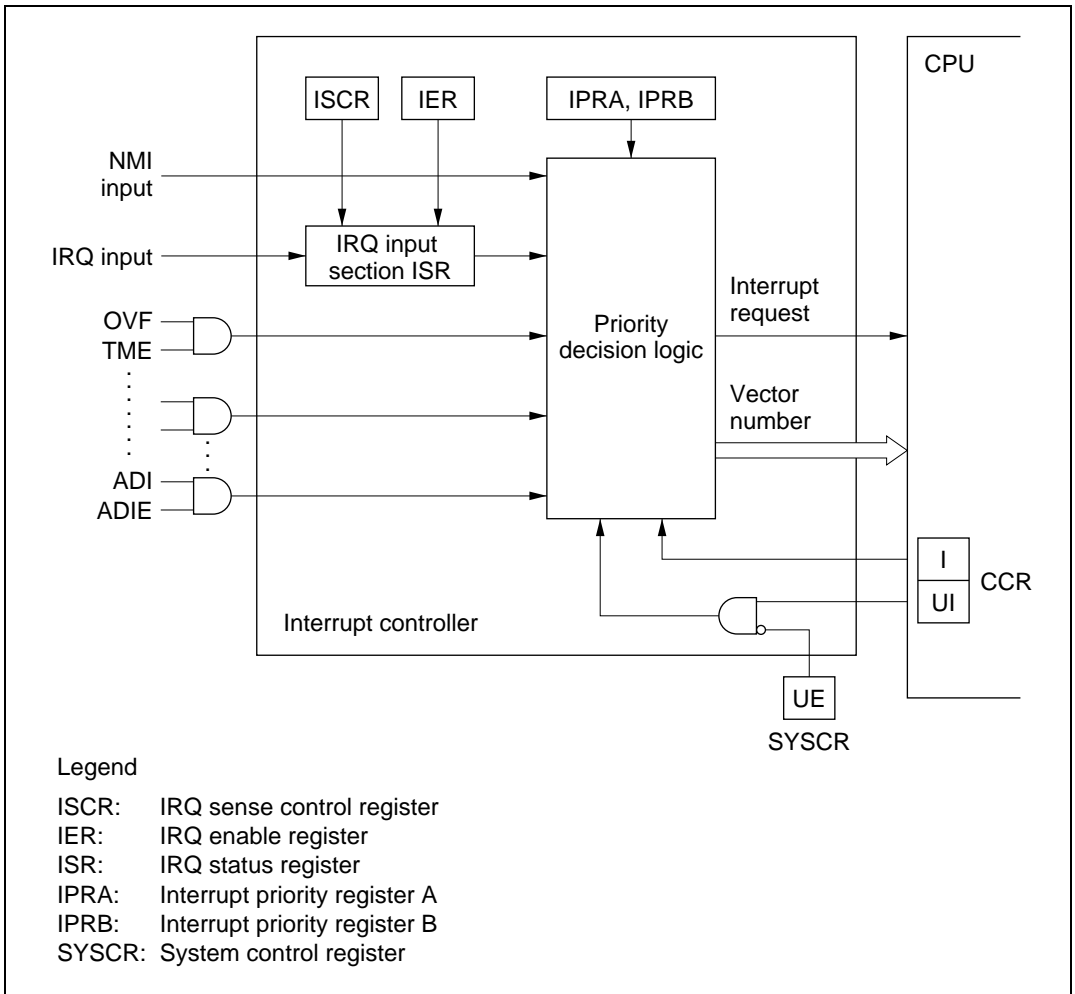 CPU
ISCR
IER
IPRA, IPRB
NMI
input
IRQ input
IRQ input
section ISR
OVF
TME
Priority
decision logic
Interrupt
request
Vector
number
ADI
ADIE
I
UI
CCR
Interrupt controller
UE
SYSCR
Legend
ISCR: IRQ sense control register
IER: IRQ enable register
ISR: IRQ status register
IPRA: Interrupt priority register A
IPRB: Interrupt priority register B
SYSCR: System control register